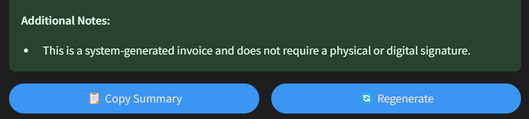 Additional Notes:
• This is a system-generated invoice and does not require a physical or digital signature.
📋 Copy Summary
🔄 Regenerate